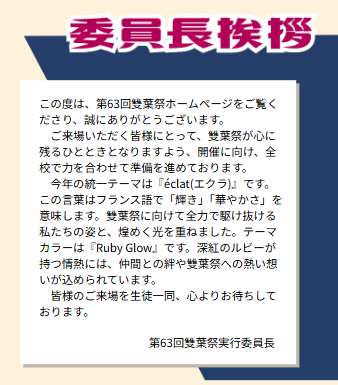 委員長挨拶
この度は、第63回雙葉祭ホームページをご覧く
ださり、誠にありがとうございます。
　ご来場いただく皆様にとって、雙葉祭が心に
残るひとときとなりますよう、開催に向け、全
校で力を合わせて準備を進めております。
　今年の統一テーマは『éclat(エクラ)』です。
この言葉はフランス語で「輝き」「華やかさ」を
意味します。雙葉祭に向けて全力で駆け抜ける
私たちの姿と、煌めく光を重ねました。テーマ
カラーは『Ruby Glow』です。深紅のルビーが
持つ情熱には、仲間との絆や雙葉祭への熱い想
いが込められています。
　皆様のご来場を生徒一同、心よりお待ちして
おります。
第63回雙葉祭実行委員長